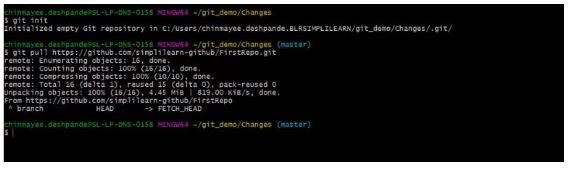 chinmayee.deshpande@SL-LP-DNS-0158 MINGW64 ~/git_demo/Changes
$ git init
Initialized empty Git repository in C:/Users/chinmayee.deshpande.BLRSIMPLILEARN/git_demo/Changes/.git/
chinmayee.deshpande@SL-LP-DNS-0158 MINGW64 ~/git_demo/Changes (master)
$ git pull https://github.com/simplilearn-github/FirstRepo.git
remote: Enumerating objects: 16, done.
remote: Counting objects: 100% (16/16), done.
remote: Compressing objects: 100% (10/10), done.
remote: Total 16 (delta 1), reused 15 (delta 0), pack-reused 0
Unpacking objects: 100% (16/16), 4.45 MiB | 819.00 KiB/s, done.
From https://github.com/simplilearn-github/FirstRepo
* branch HEAD -> FETCH_HEAD
chinmayee.deshpande@SL-LP-DNS-0158 MINGW64 ~/git_demo/Changes (master)
$